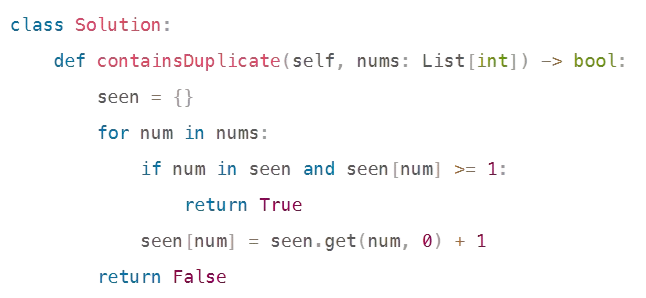 class Solution:
    def containsDuplicate(self, nums: List[int]) -> bool:
        seen = {}
        for num in nums:
            if num in seen and seen[num] >= 1:
                return True
            seen[num] = seen.get(num, 0) + 1
        return False